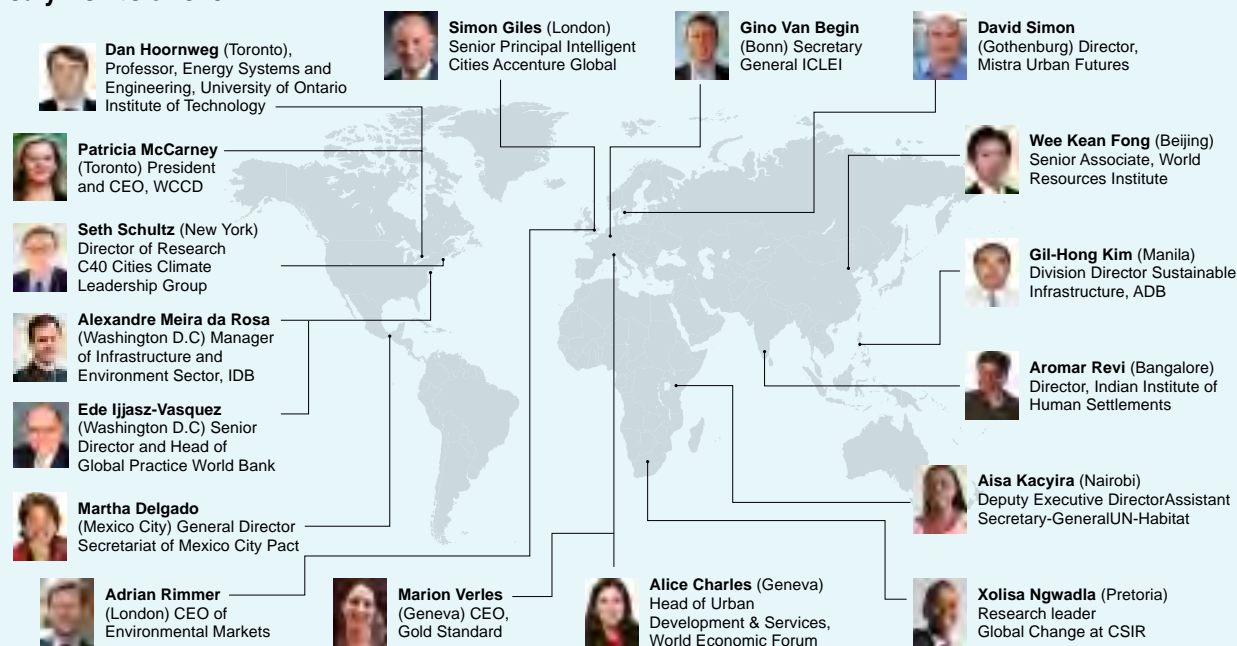 Dan Hoornweg (Toronto),
Professor, Energy Systems and
Engineering, University of Ontario
Institute of Technology
Simon Giles (London)
Senior Principal Intelligent
Cities Accenture Global
Gino Van Begin
(Bonn) Secretary
General ICLEI
David Simon
(Gothenburg) Director,
Mistra Urban Futures
Patricia McCarney
(Toronto) President
and CEO, WCCD
Wee Kean Fong (Beijing)
Senior Associate, World
Resources Institute
Seth Schultz (New York)
Director of Research
C40 Cities Climate
Leadership Group
Gil-Hong Kim (Manila)
Division Director Sustainable
Infrastructure, ADB
Alexandre Meira da Rosa
(Washington D.C) Manager
of Infrastructure and
Environment Sector, IDB
Aromar Revi (Bangalore)
Director, Indian Institute of
Human Settlements
Ede Ijjasz-Vasquez
(Washington D.C) Senior
Director and Head of
Global Practice World Bank
Aisa Kacyira (Nairobi)
Deputy Executive DirectorAssistant
Secretary-GeneralUN-Habitat
Martha Delgado
(Mexico City) General Director
Secretariat of Mexico City Pact
Adrian Rimmer
(London) CEO of
Environmental Markets
Marion Verles
(Geneva) CEO,
Gold Standard
Alice Charles (Geneva)
Head of Urban
Development & Services,
World Economic Forum
Xolisa Ngwadla (Pretoria)
Research leader
Global Change at CSIR